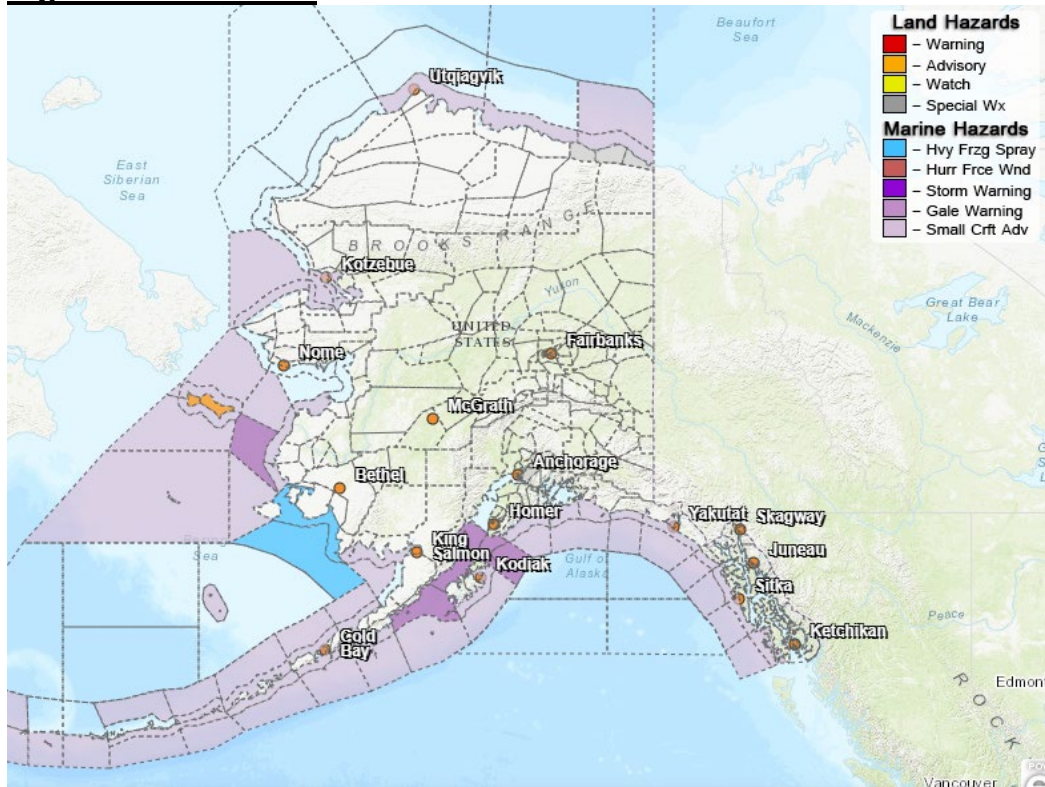 Land Hazards
– Warning
– Advisory
– Watch
– Special Wx
Marine Hazards
– Hvy Frzg Spray
– Hurr Frce Wnd
– Storm Warning
– Gale Warning
– Small Crft Adv
Beaufort
Sea
Utqiagvik
East
Siberian
Sea
BROOKS RANGE
Kotzebue
Yukon
Great Bear
Lake
Mackenzie
UNITED
STATES
Fairbanks
Nome
McGrath
Anchorage
Bethel
Homer
Yakutat
Skagway
King
Salmon
Sea
Juneau
Kodiak
Gulf o
Alaska
Sitka
Peace
Ketchikan
Cold
Bay
Edmont
ROCK
Vancouver